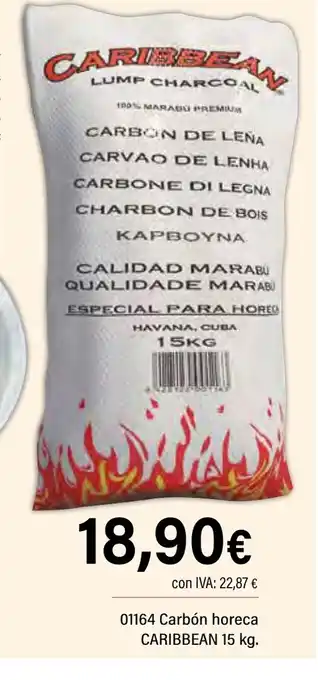 CARIBBEAN
LUMP CHARCOAL
100% MARABÚ PREMIUM
CARBÓN DE LEÑA
CARVAO DE LENHA
CARBONE DI LEGNA
CHARBON DE BOIS
KAPBOYNA
CALIDAD MARABÚ
QUALIDADE MARABÚ
ESPECIAL PARA HOREC
HAVANA, CUBA
15KG
18,90€
con IVA: 22,87 €
01164 Carbón horeca
CARIBBEAN 15 kg.